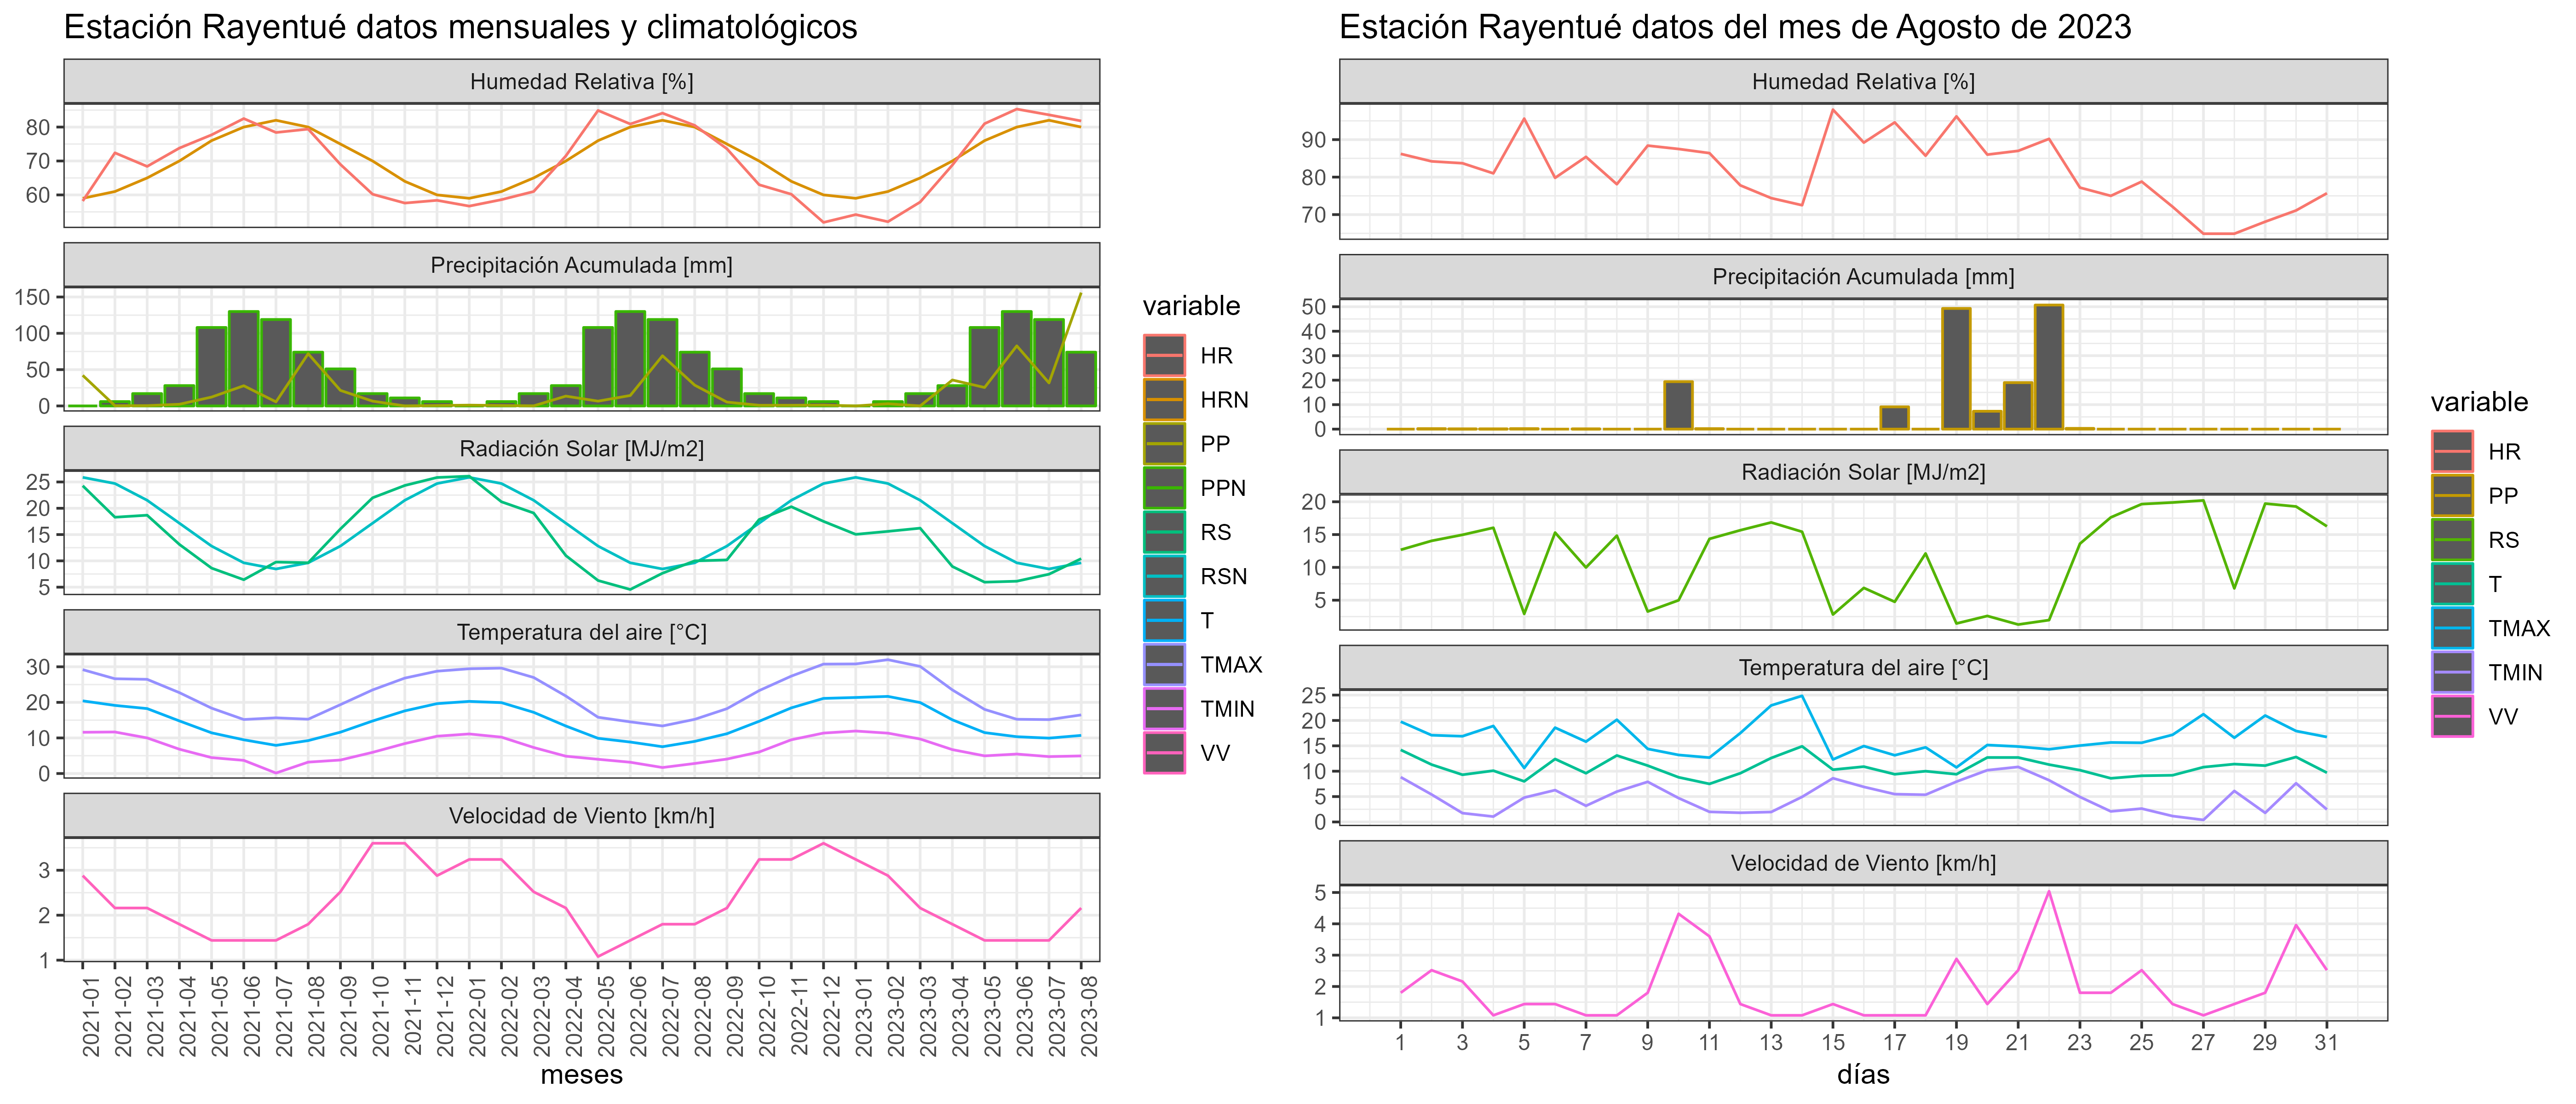 Estación Rayentué datos mensuales y climatológicos
Humedad Relativa [%]
80
70
60
Precipitación Acumulada [mm]
150
100
50
0
Radiación Solar [MJ/m2]
25
20
15
10
5
Temperatura del aire [°C]
30
20
10
0
Velocidad de Viento [km/h]
3
2
1
2021-01
2021-02
2021-03
2021-04
2021-05
2021-06
2021-07
2021-08
2021-09
2021-10
2021-11
2021-12
2022-01
2022-02
2022-03
2022-04
2022-05
2022-06
2022-07
2022-08
2022-09
2022-10
2022-11
2022-12
2023-01
2023-02
2023-03
2023-04
2023-05
2023-06
2023-07
2023-08
meses
variable
HR
HRN
PP
PPN
RS
RSN
T
TMAX
TMIN
VV
Estación Rayentué datos del mes de Agosto de 2023
Humedad Relativa [%]
90
80
70
Precipitación Acumulada [mm]
50
40
30
20
10
0
Radiación Solar [MJ/m2]
20
15
10
5
Temperatura del aire [°C]
25
20
15
10
5
0
Velocidad de Viento [km/h]
5
4
3
2
1
1 3 5 7 9 11 13 15 17 19 21 23 25 27 29 31
días
variable
HR
PP
RS
T
TMAX
TMIN
VV